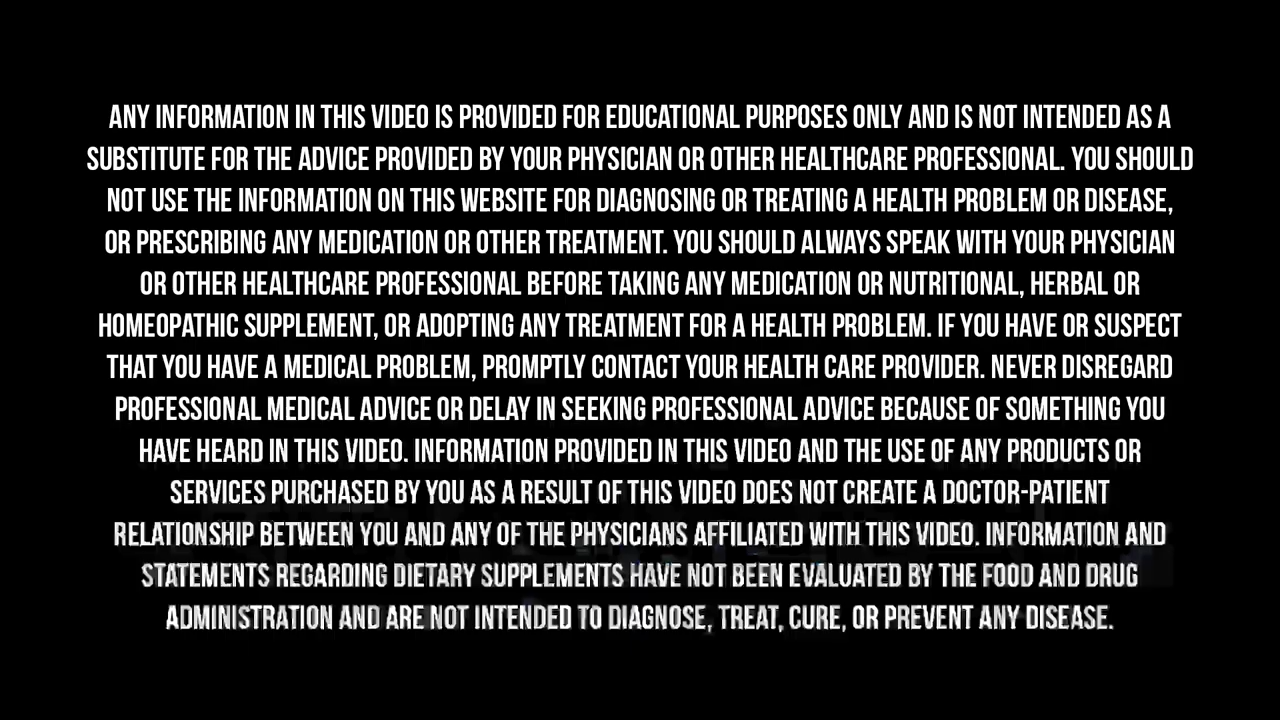 ANY INFORMATION IN THIS VIDEO IS PROVIDED FOR EDUCATIONAL PURPOSES ONLY AND IS NOT INTENDED AS A
SUBSTITUTE FOR THE ADVICE PROVIDED BY YOUR PHYSICIAN OR OTHER HEALTHCARE PROFESSIONAL. YOU SHOULD
NOT USE THE INFORMATION ON THIS WEBSITE FOR DIAGNOSING OR TREATING A HEALTH PROBLEM OR DISEASE,
OR PRESCRIBING ANY MEDICATION OR OTHER TREATMENT. YOU SHOULD ALWAYS SPEAK WITH YOUR PHYSICIAN
OR OTHER HEALTHCARE PROFESSIONAL BEFORE TAKING ANY MEDICATION OR NUTRITIONAL, HERBAL OR
HOMEOPATHIC SUPPLEMENT, OR ADOPTING ANY TREATMENT FOR A HEALTH PROBLEM. IF YOU HAVE OR SUSPECT
THAT YOU HAVE A MEDICAL PROBLEM, PROMPTLY CONTACT YOUR HEALTH CARE PROVIDER. NEVER DISREGARD
PROFESSIONAL MEDICAL ADVICE OR DELAY IN SEEKING PROFESSIONAL ADVICE BECAUSE OF SOMETHING YOU
HAVE HEARD IN THIS VIDEO. INFORMATION PROVIDED IN THIS VIDEO AND THE USE OF ANY PRODUCTS OR
SERVICES PURCHASED BY YOU AS A RESULT OF THIS VIDEO DOES NOT CREATE A DOCTOR-PATIENT
RELATIONSHIP BETWEEN YOU AND ANY OF THE PHYSICIANS AFFILIATED WITH THIS VIDEO. INFORMATION AND
STATEMENTS REGARDING DIETARY SUPPLEMENTS HAVE NOT BEEN EVALUATED BY THE FOOD AND DRUG
ADMINISTRATION AND ARE NOT INTENDED TO DIAGNOSE, TREAT, CURE, OR PREVENT ANY DISEASE.